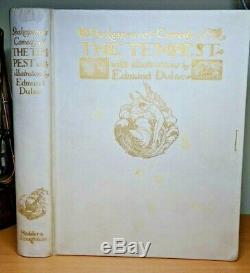 Shakespeare's
Comedy of
THE TEM
PEST with
illustrations
by
Edmund
Dulac
Hodder &
Stoughton
Shakespeare's Comedy of
THE TEMPEST
with illustrations by
Edmund Dulac